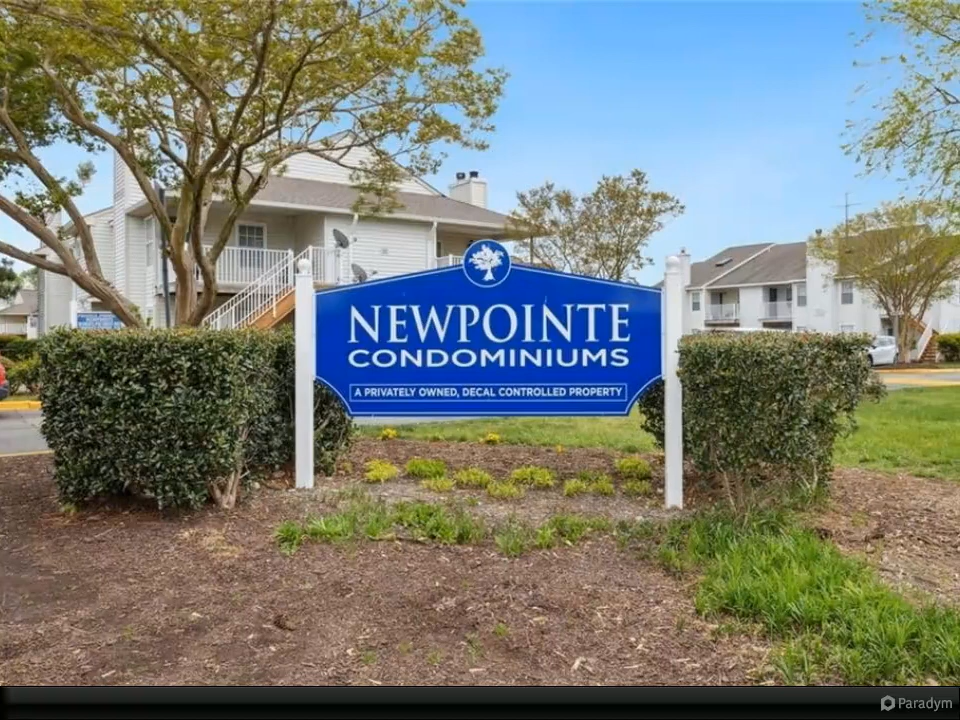 NEWPOINTE
CONDOMINIUMS
A PRIVATELY OWNED, DECAL CONTROLLED PROPERTY
Paradym